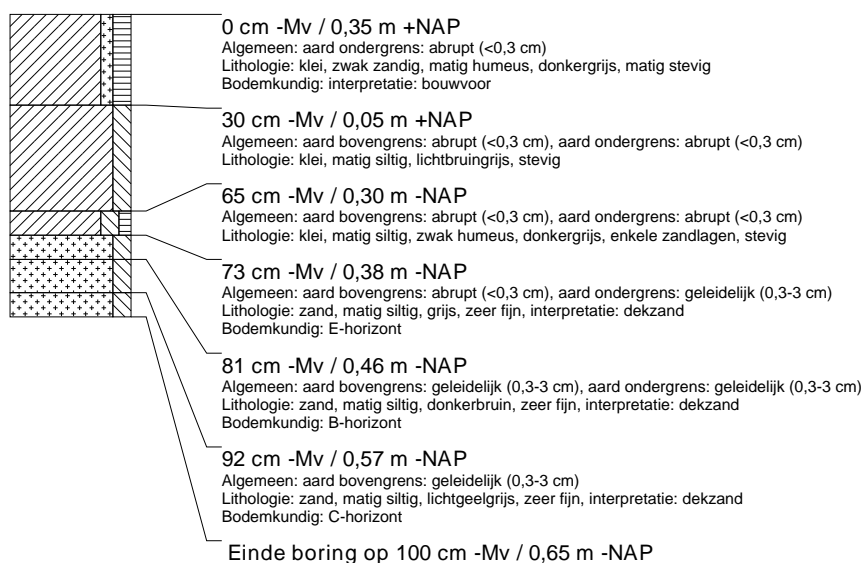 0 cm -Mv / 0,35 m +NAP
Algemeen: aard ondergrens: abrupt (<0,3 cm)
Lithologie: klei, zwak zandig, matig humeus, donkergrijs, matig stevig
Bodemkundig: interpretatie: bouwvoor
30 cm -Mv / 0,05 m +NAP
Algemeen: aard bovengrens: abrupt (<0,3 cm), aard ondergrens: abrupt (<0,3 cm)
Lithologie: klei, matig siltig, lichtbruingrijs, stevig
65 cm -Mv / 0,30 m -NAP
Algemeen: aard bovengrens: abrupt (<0,3 cm), aard ondergrens: abrupt (<0,3 cm)
Lithologie: klei, matig siltig, zwak humeus, donkergrijs, enkele zandlagen, stevig
73 cm -Mv / 0,38 m -NAP
Algemeen: aard bovengrens: abrupt (<0,3 cm), aard ondergrens: geleidelijk (0,3-3 cm)
Lithologie: zand, matig siltig, grijs, zeer fijn, interpretatie: dekzand
Bodemkundig: E-horizont
81 cm -Mv / 0,46 m -NAP
Algemeen: aard bovengrens: geleidelijk (0,3-3 cm), aard ondergrens: geleidelijk (0,3-3 cm)
Lithologie: zand, matig siltig, donkerbruin, zeer fijn, interpretatie: dekzand
Bodemkundig: B-horizont
92 cm -Mv / 0,57 m -NAP
Algemeen: aard bovengrens: geleidelijk (0,3-3 cm)
Lithologie: zand, matig siltig, lichtgeelgrijs, zeer fijn, interpretatie: dekzand
Bodemkundig: C-horizont
Einde boring op 100 cm -Mv / 0,65 m -NAP